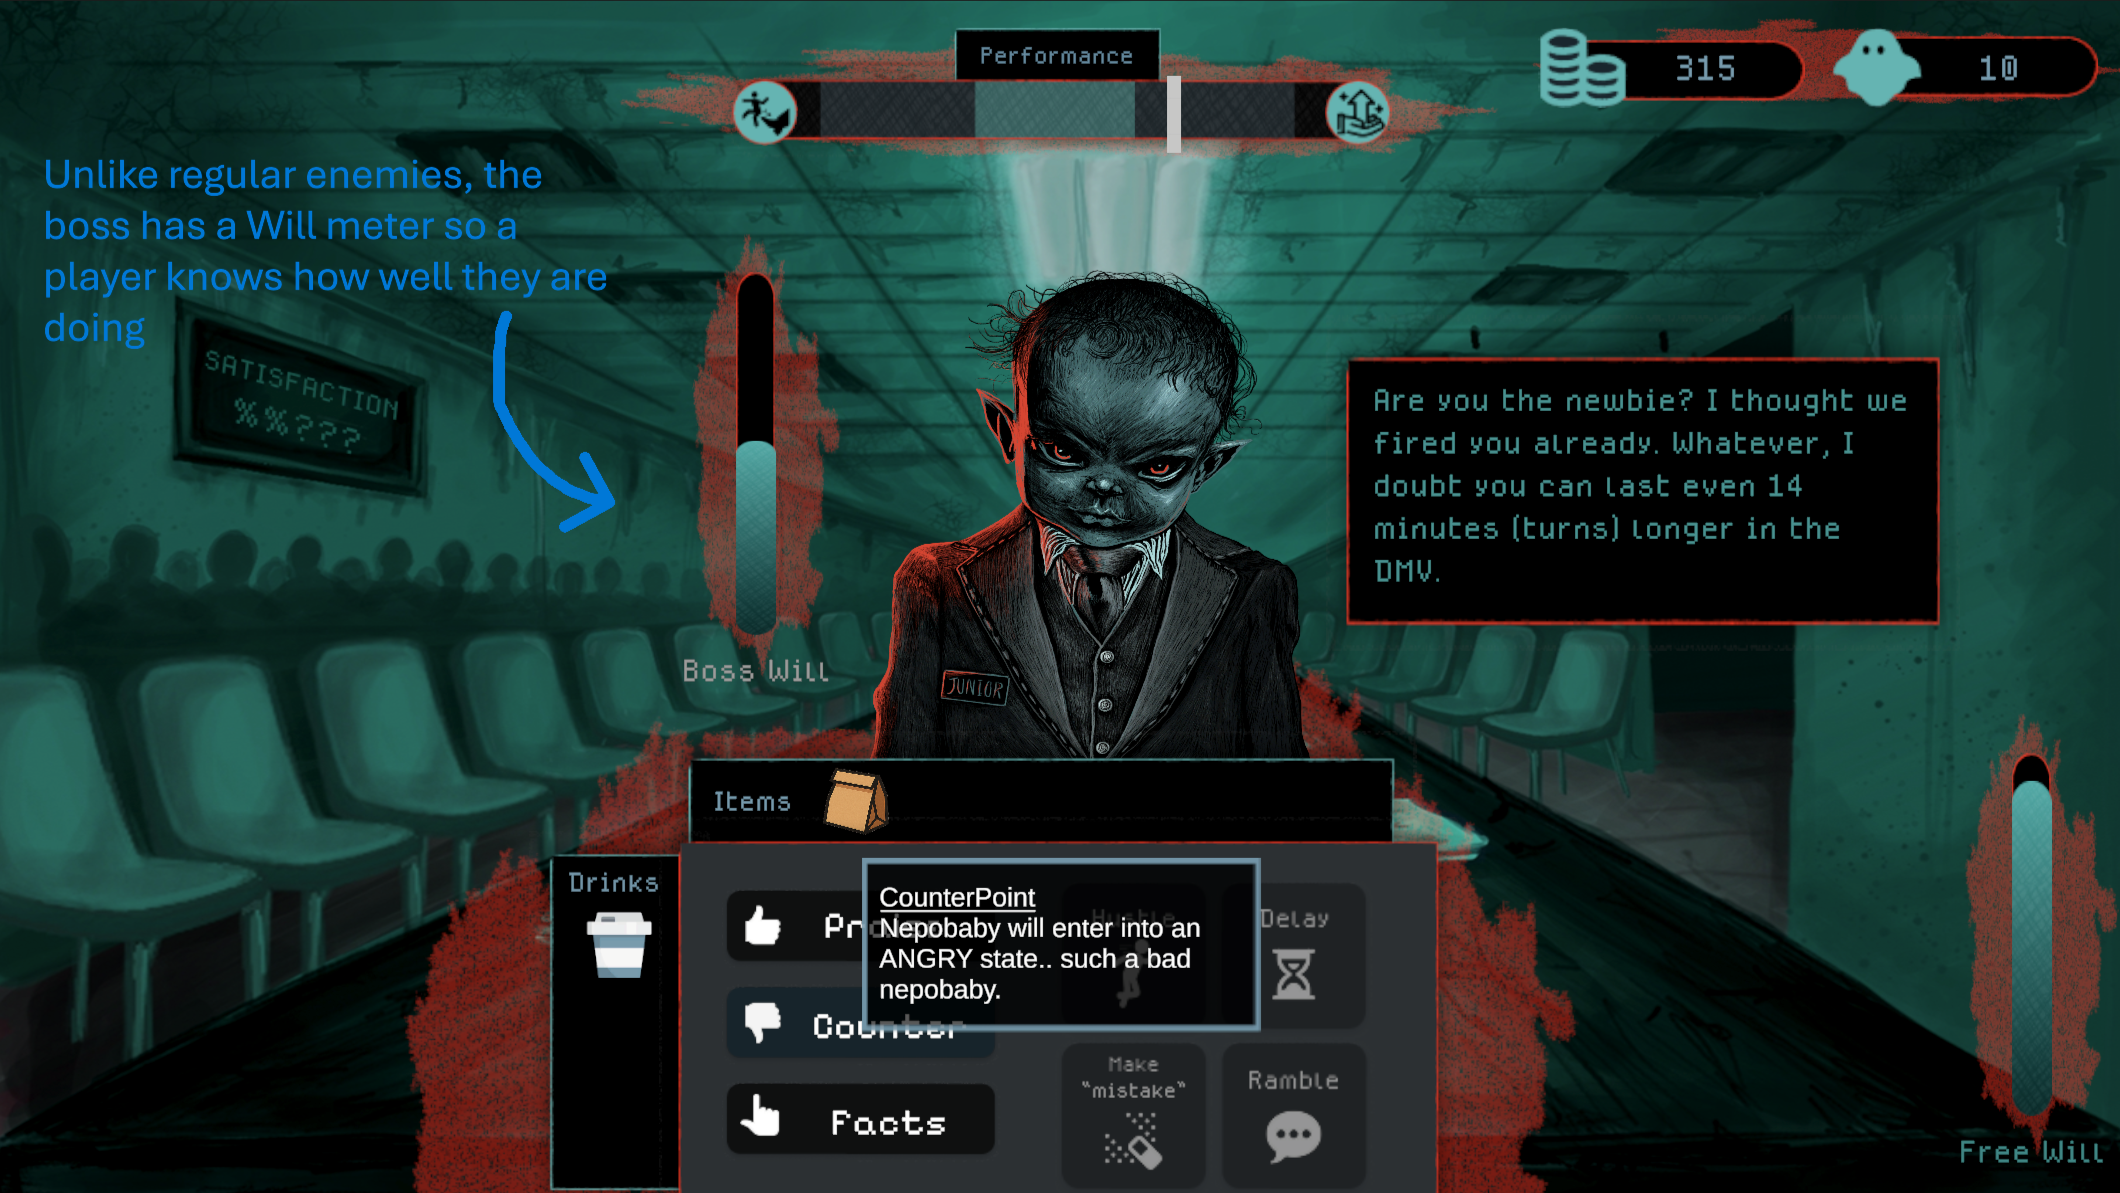 Performance
315
10
Unlike regular enemies, the
boss has a Will meter so a
player knows how well they are
doing
SATISFACTION
%%???
Are you the newbie? I thought we
fired you already. Whatever, I
doubt you can last even 14
minutes (turns) longer in the
DMV.
Boss Will
JUNIOR
Items
Drinks
CounterPoint
Nepobaby will enter into an
ANGRY state.. such a bad
nepobaby.
Hustle
Delay
Counter
Facts
Make
"mistake"
Ramble
Free Will